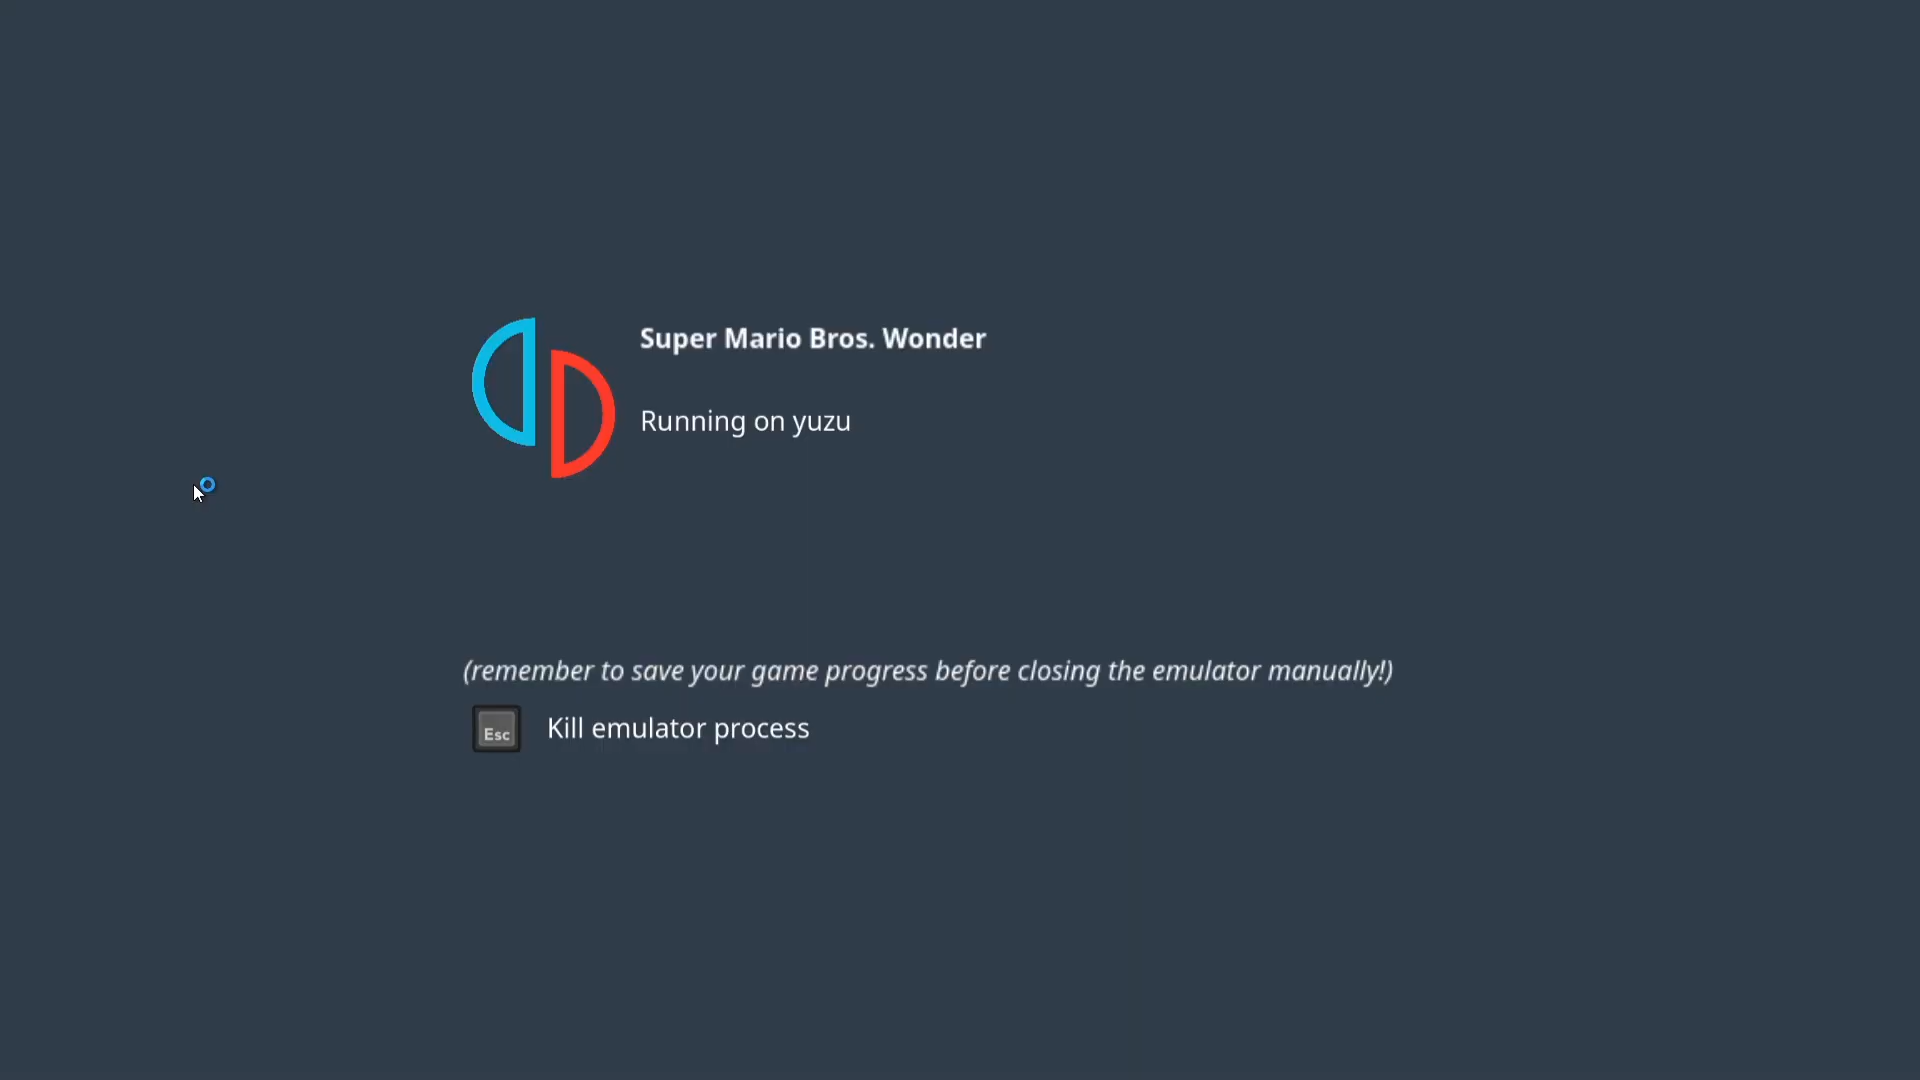 Super Mario Bros. Wonder
Running on yuzu
(remember to save your game progress before closing the emulator manually!)
Esc Kill emulator process